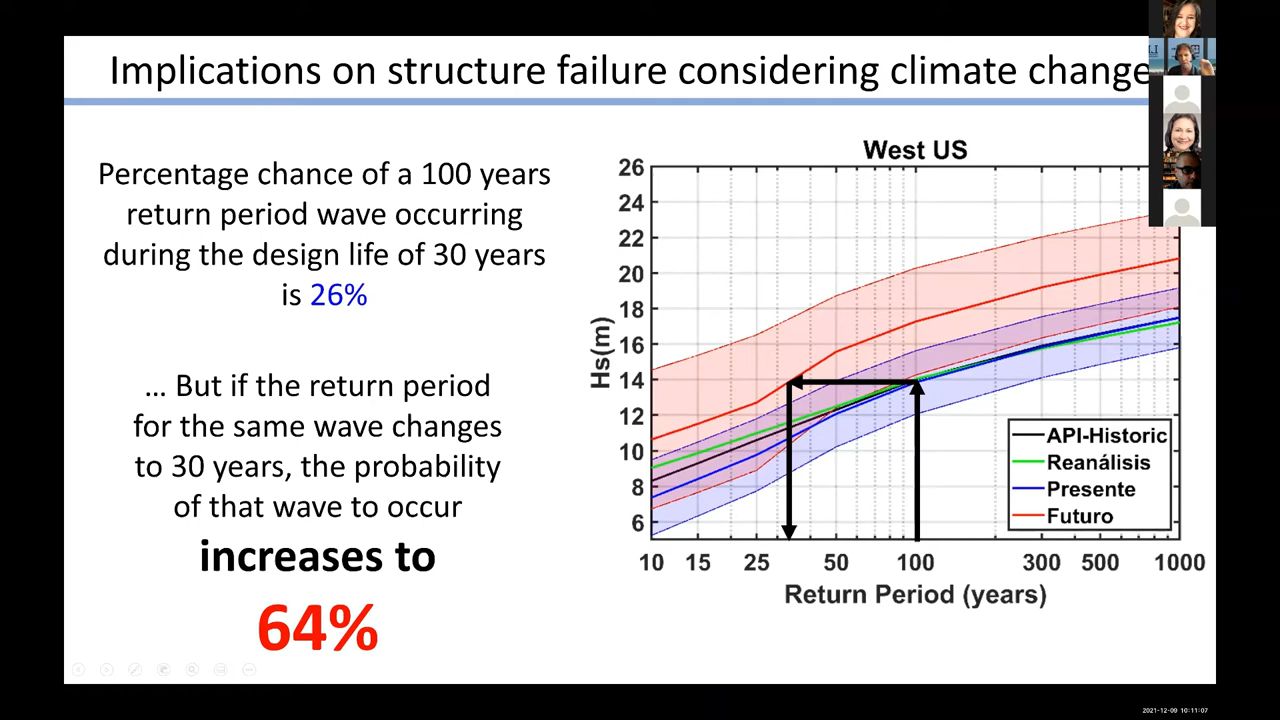 Implications on structure failure considering climate change
Percentage chance of a 100 years
return period wave occurring
during the design life of 30 years
is 26%
... But if the return period
for the same wave changes
to 30 years, the probability
of that wave to occur
increases to
64%
West US
26
24
22
20
18
16
14
12
10
8
6
Hs(m)
10 15 25 50 100 300 500 1000
Return Period (years)
API-Historic
Reanálisis
Presente
Futuro
2021-12-09 10:11:07